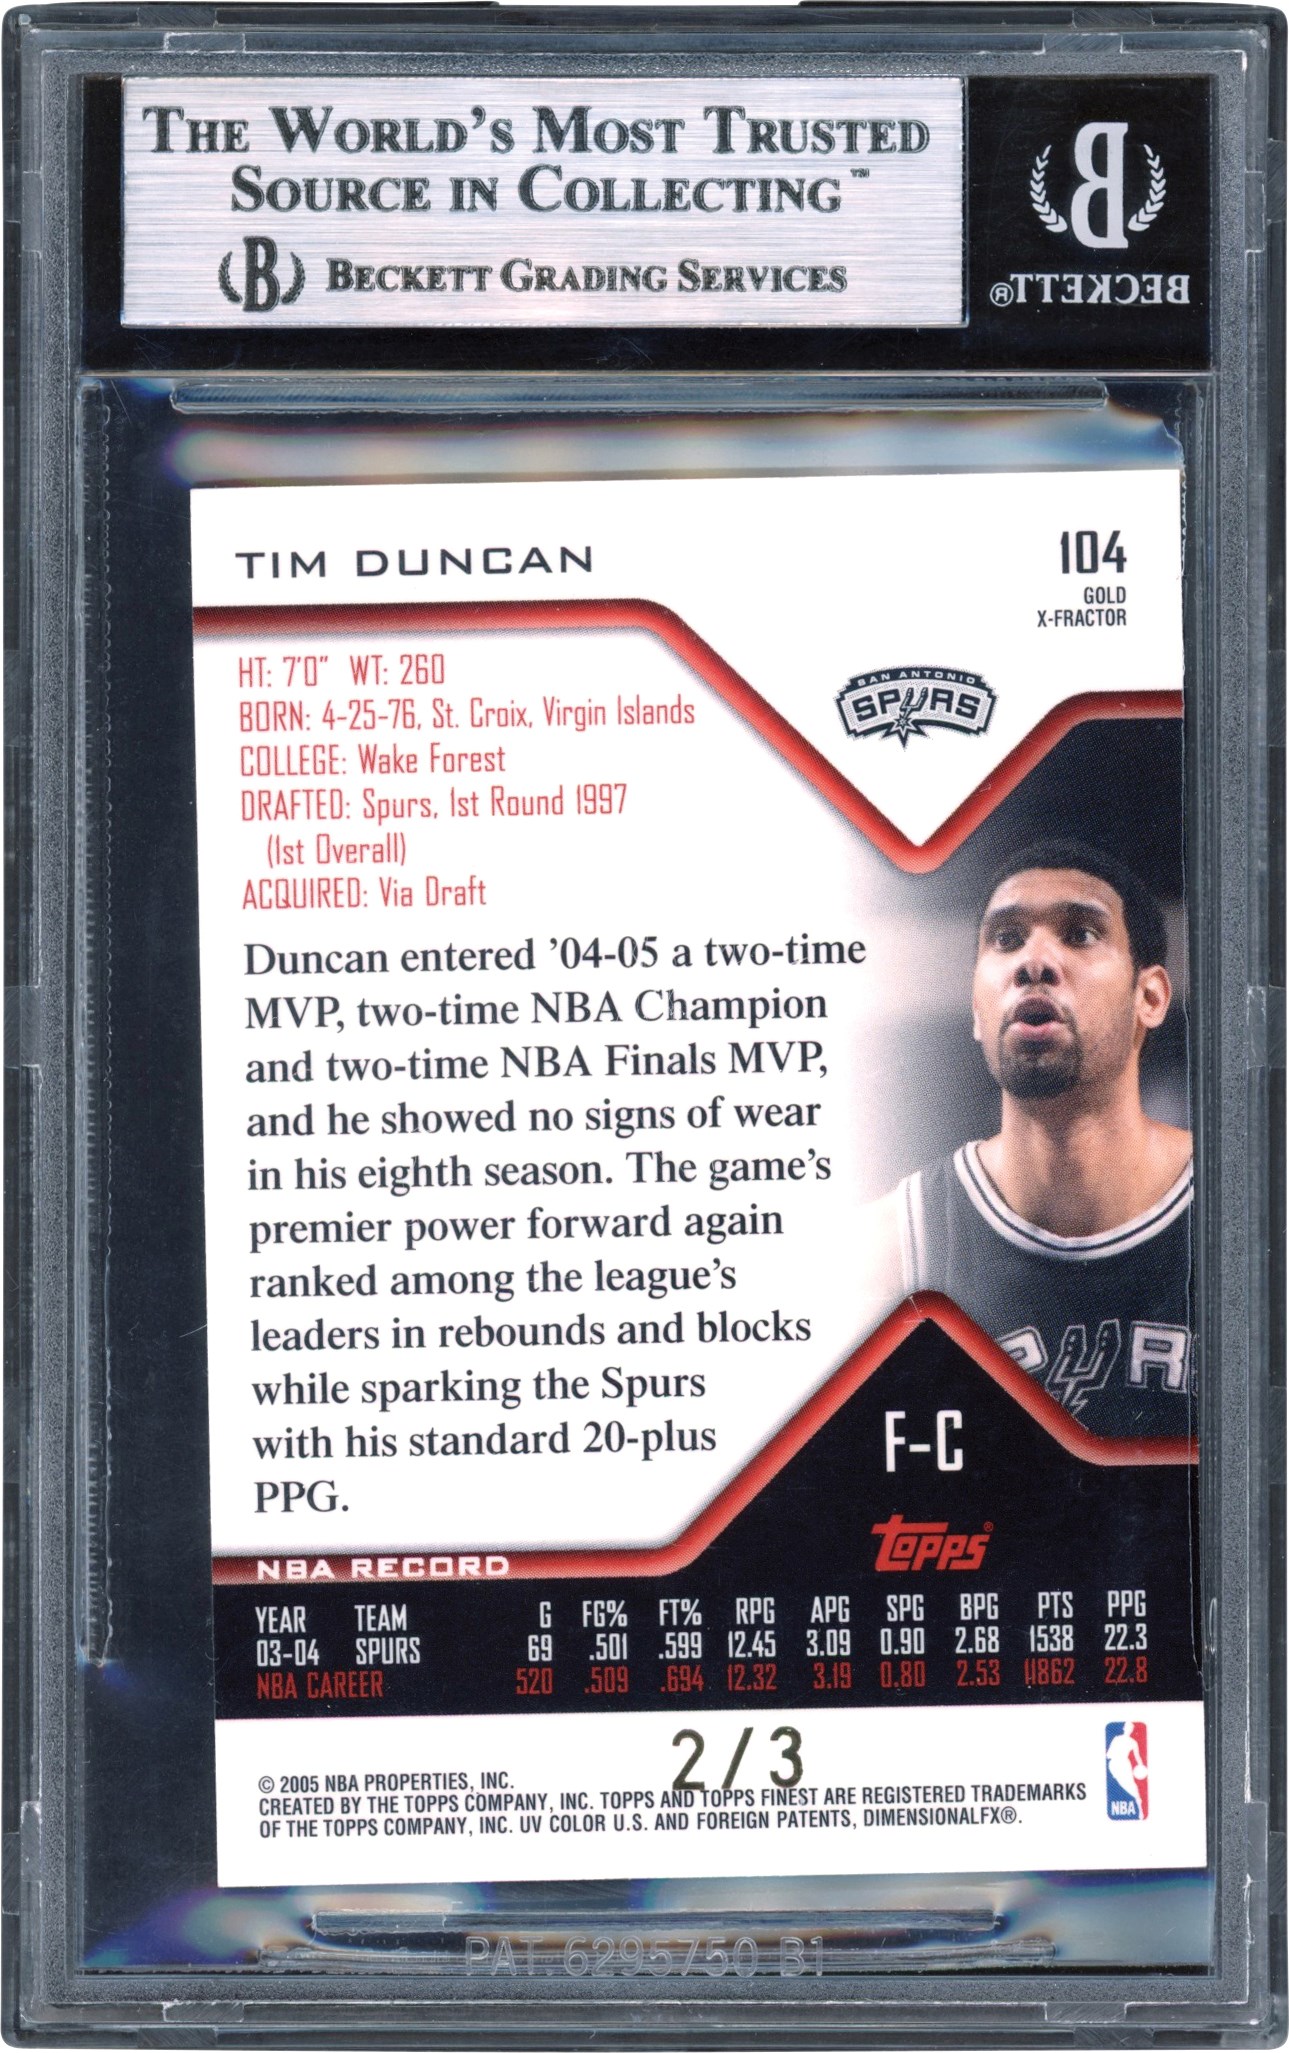 THE WORLD'S MOST TRUSTED
SOURCE IN COLLECTING™
B BECKETT GRADING SERVICES
B
BECKETT®
TIM DUNCAN
104
GOLD
X-FRACTOR
SAN ANTONIO
SPURS
HT: 7'0" WT: 260
BORN: 4-25-76, St. Croix, Virgin Islands
COLLEGE: Wake Forest
DRAFTED: Spurs, 1st Round 1997
(1st Overall)
ACQUIRED: Via Draft
Duncan entered ’04-05 a two-time
MVP, two-time NBA Champion
and two-time NBA Finals MVP,
and he showed no signs of wear
in his eighth season. The game’s
premier power forward again
ranked among the league’s
leaders in rebounds and blocks
while sparking the Spurs
with his standard 20-plus
PPG.
PUR
F-C
topps®
NBA RECORD
YEAR TEAM G FG% FT% RPG APG SPG BPG PTS PPG
03-04 SPURS 69 .501 .599 12.45 3.09 0.90 2.68 1538 22.3
NBA CAREER 520 .509 .694 12.32 3.19 0.80 2.53 11862 22.8
2/3
© 2005 NBA PROPERTIES, INC.
CREATED BY THE TOPPS COMPANY, INC. TOPPS AND TOPPS FINEST ARE REGISTERED TRADEMARKS
OF THE TOPPS COMPANY, INC. UV COLOR U.S. AND FOREIGN PATENTS, DIMENSIONALFX®.
NBA
PAT. 6295750 B1